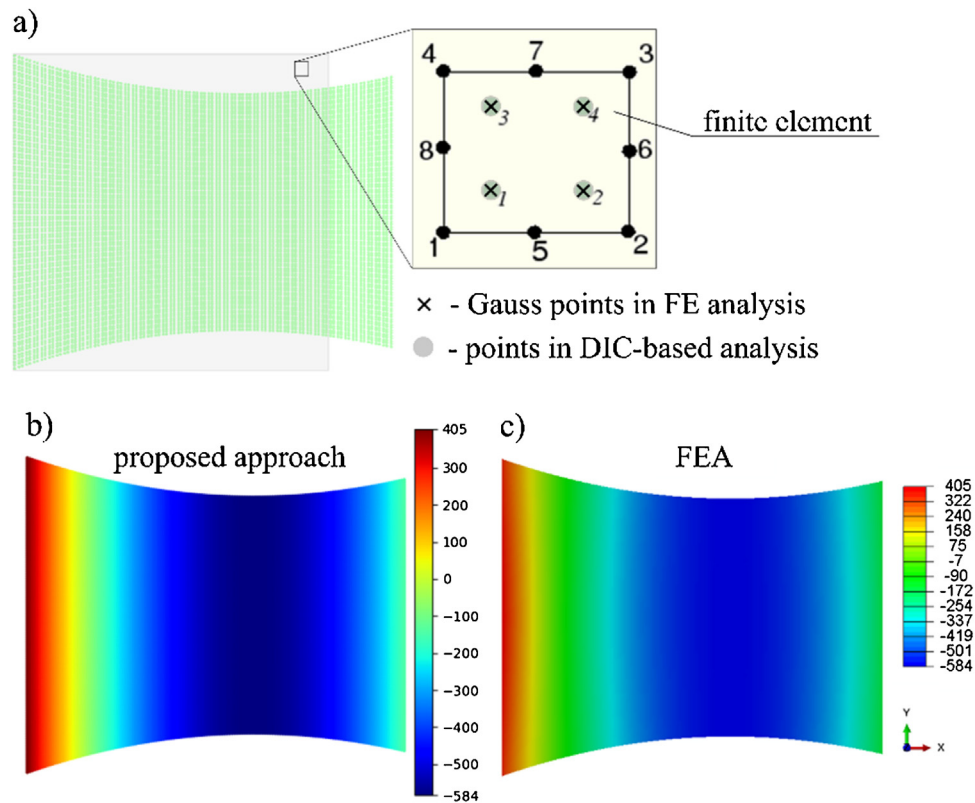 a)
4 7 3
3 4
8 6
1 2
1 5 2
finite element
× - Gauss points in FE analysis
- points in DIC-based analysis
b)
proposed approach
405
300
200
100
0
-100
-200
-300
-400
-500
-584
c)
FEA
405
322
240
158
75
-7
-90
-172
-254
-337
-419
-501
-584
Y
X